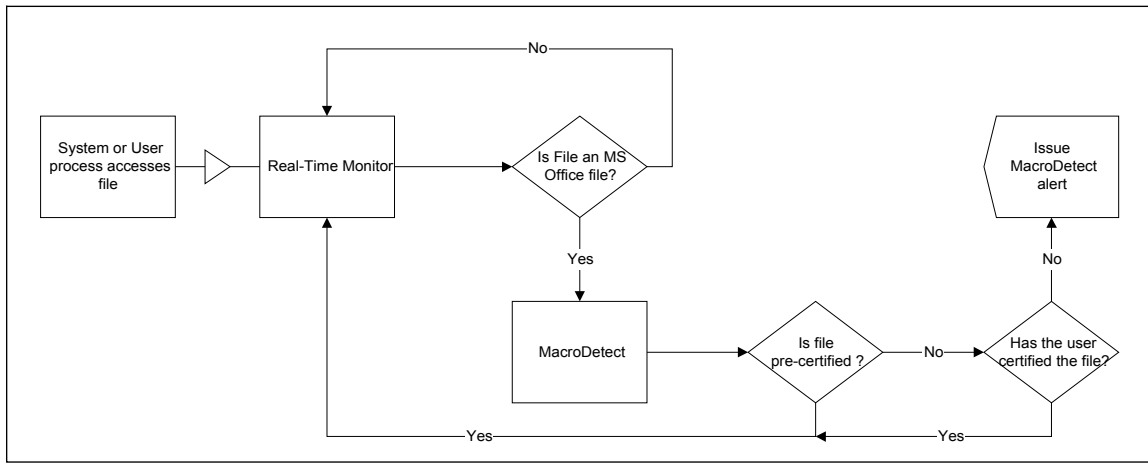 No
System or User
process accesses
file
Real-Time Monitor
Is File an MS
Office file?
Issue
MacroDetect
alert
Yes
No
MacroDetect
Is file
pre-certified ?
No
Has the user
certified the file?
Yes
Yes